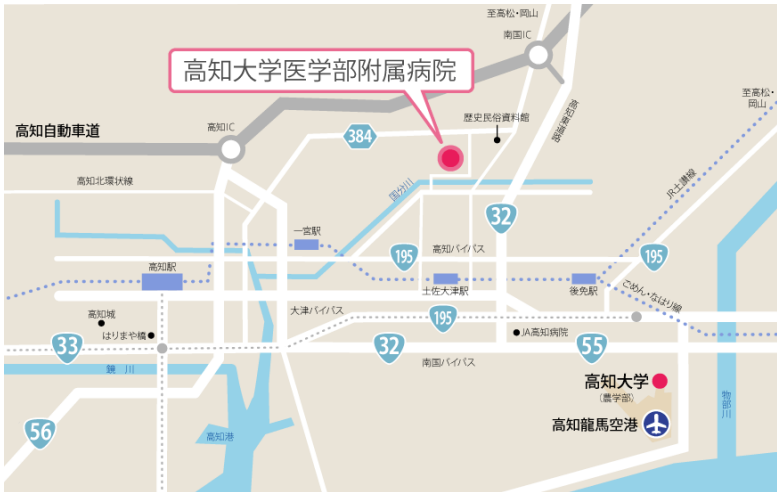 至高松・岡山
南国IC
高知大学医学部附属病院
至高松・
岡山
高知自動車道
高知IC
384
歴史民俗資料館
高知東道路
高知北環状線
国分川
JR土讃線
32
一宮駅
195
高知バイパス
195
高知駅
土佐大津駅
後免駅
ごめん・なはり線
高知城
大津バイパス
195
はりまや橋
JA高知病院
33
32
55
南国バイパス
鏡川
高知大学
(農学部)
物部川
56
高知港
高知龍馬空港